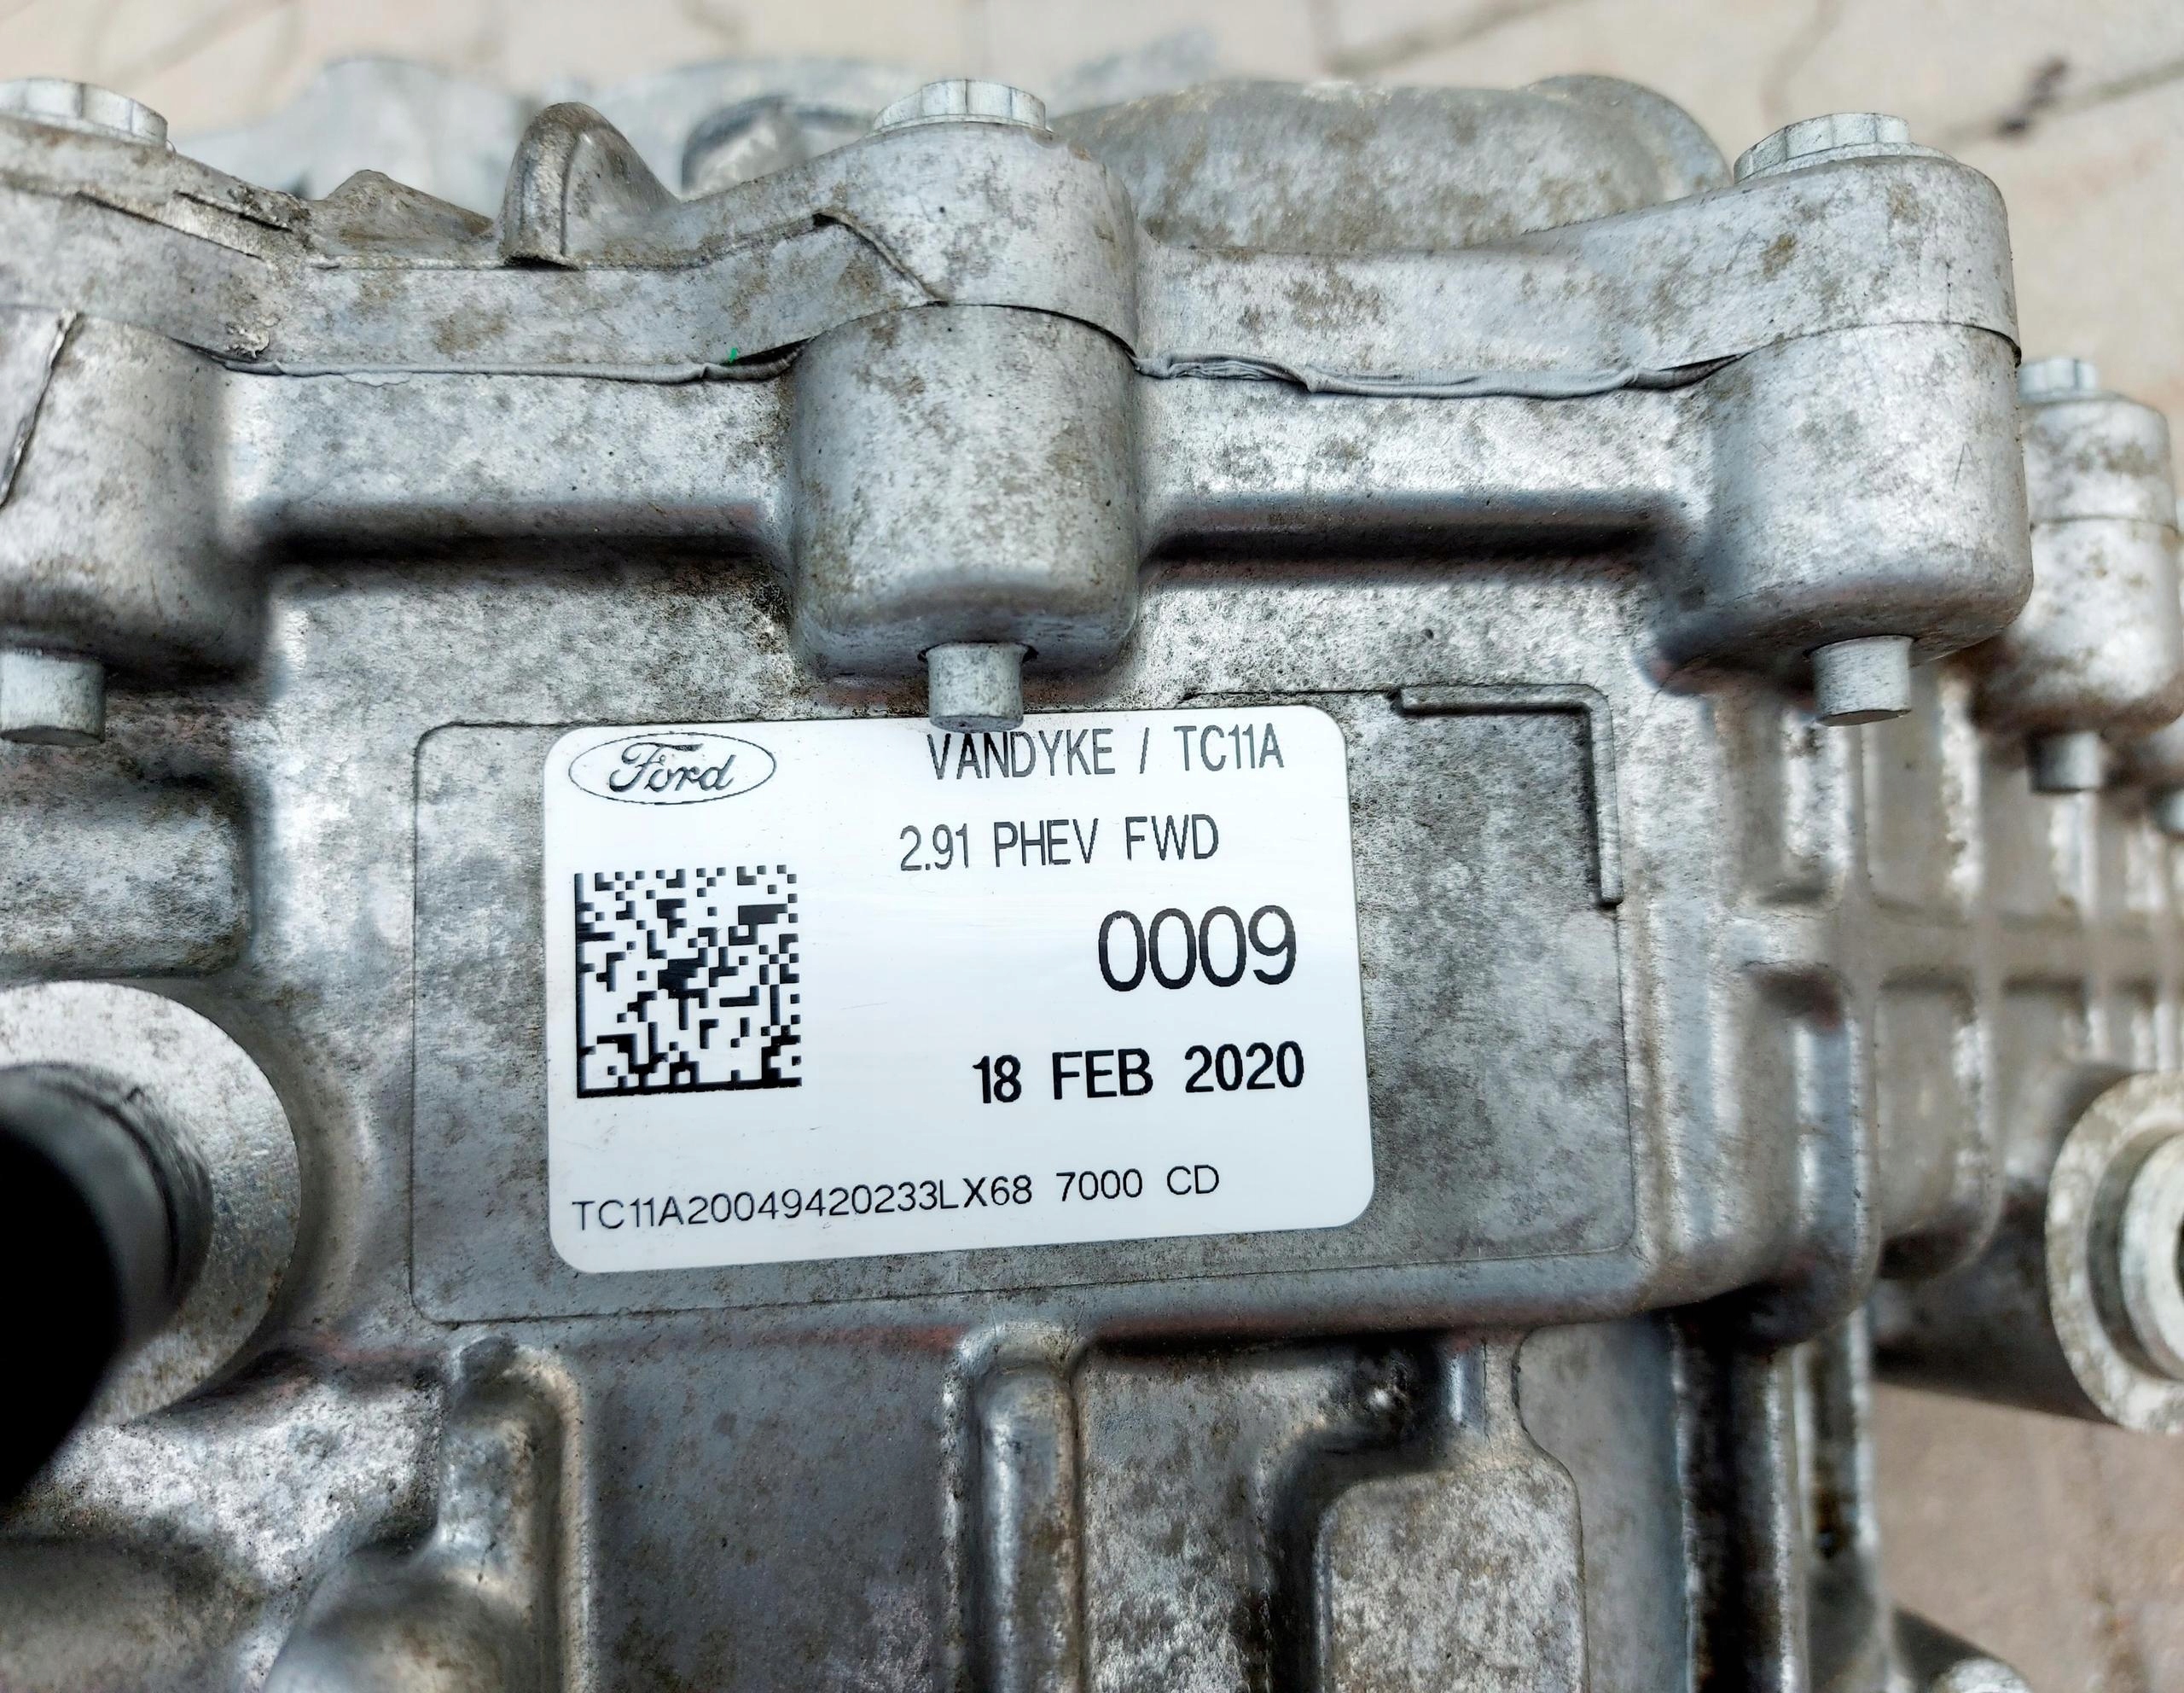 Ford
VANDYKE / TC11A
2.91 PHEV FWD
0009
18 FEB 2020
TC11A20049420233LX68 7000 CD